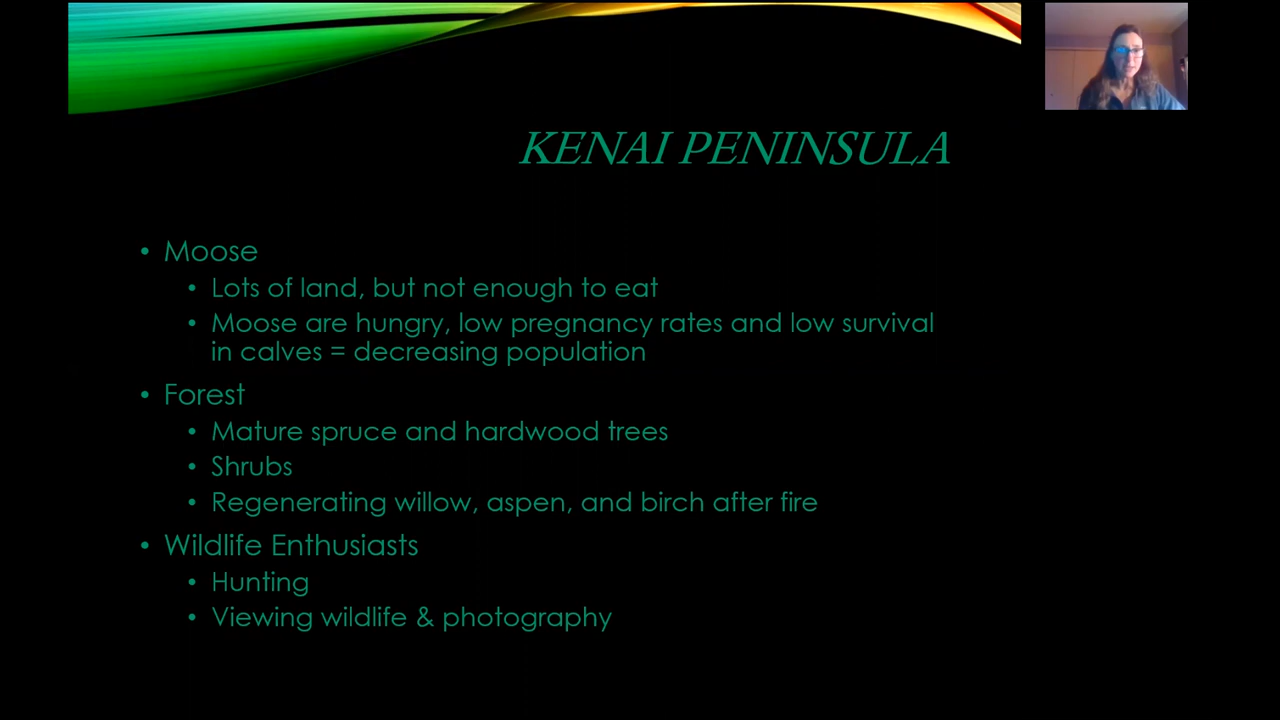 KENAI PENINSULA
• Moose
• Lots of land, but not enough to eat
• Moose are hungry, low pregnancy rates and low survival
in calves = decreasing population
• Forest
• Mature spruce and hardwood trees
• Shrubs
• Regenerating willow, aspen, and birch after fire
• Wildlife Enthusiasts
• Hunting
• Viewing wildlife & photography